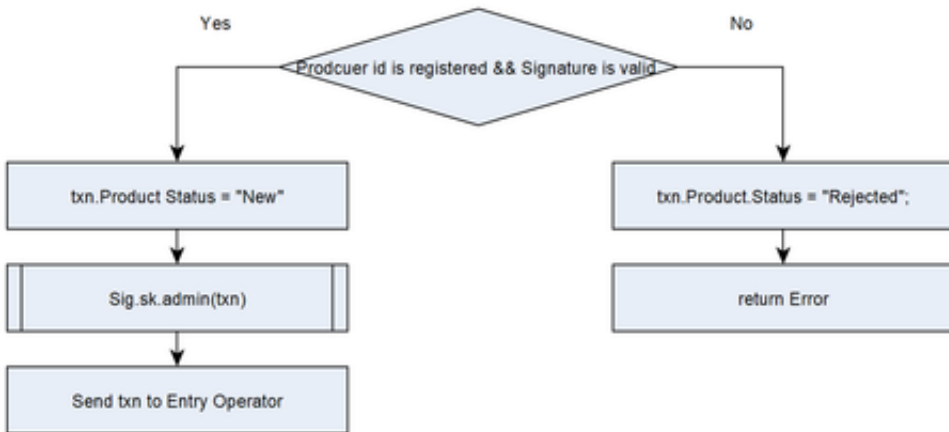 Yes
No
Prodcuer id is registered && Signature is valid
txn.Product Status = "New"
txn.Product.Status = "Rejected";
Sig.sk.admin(txn)
return Error
Send txn to Entry Operator